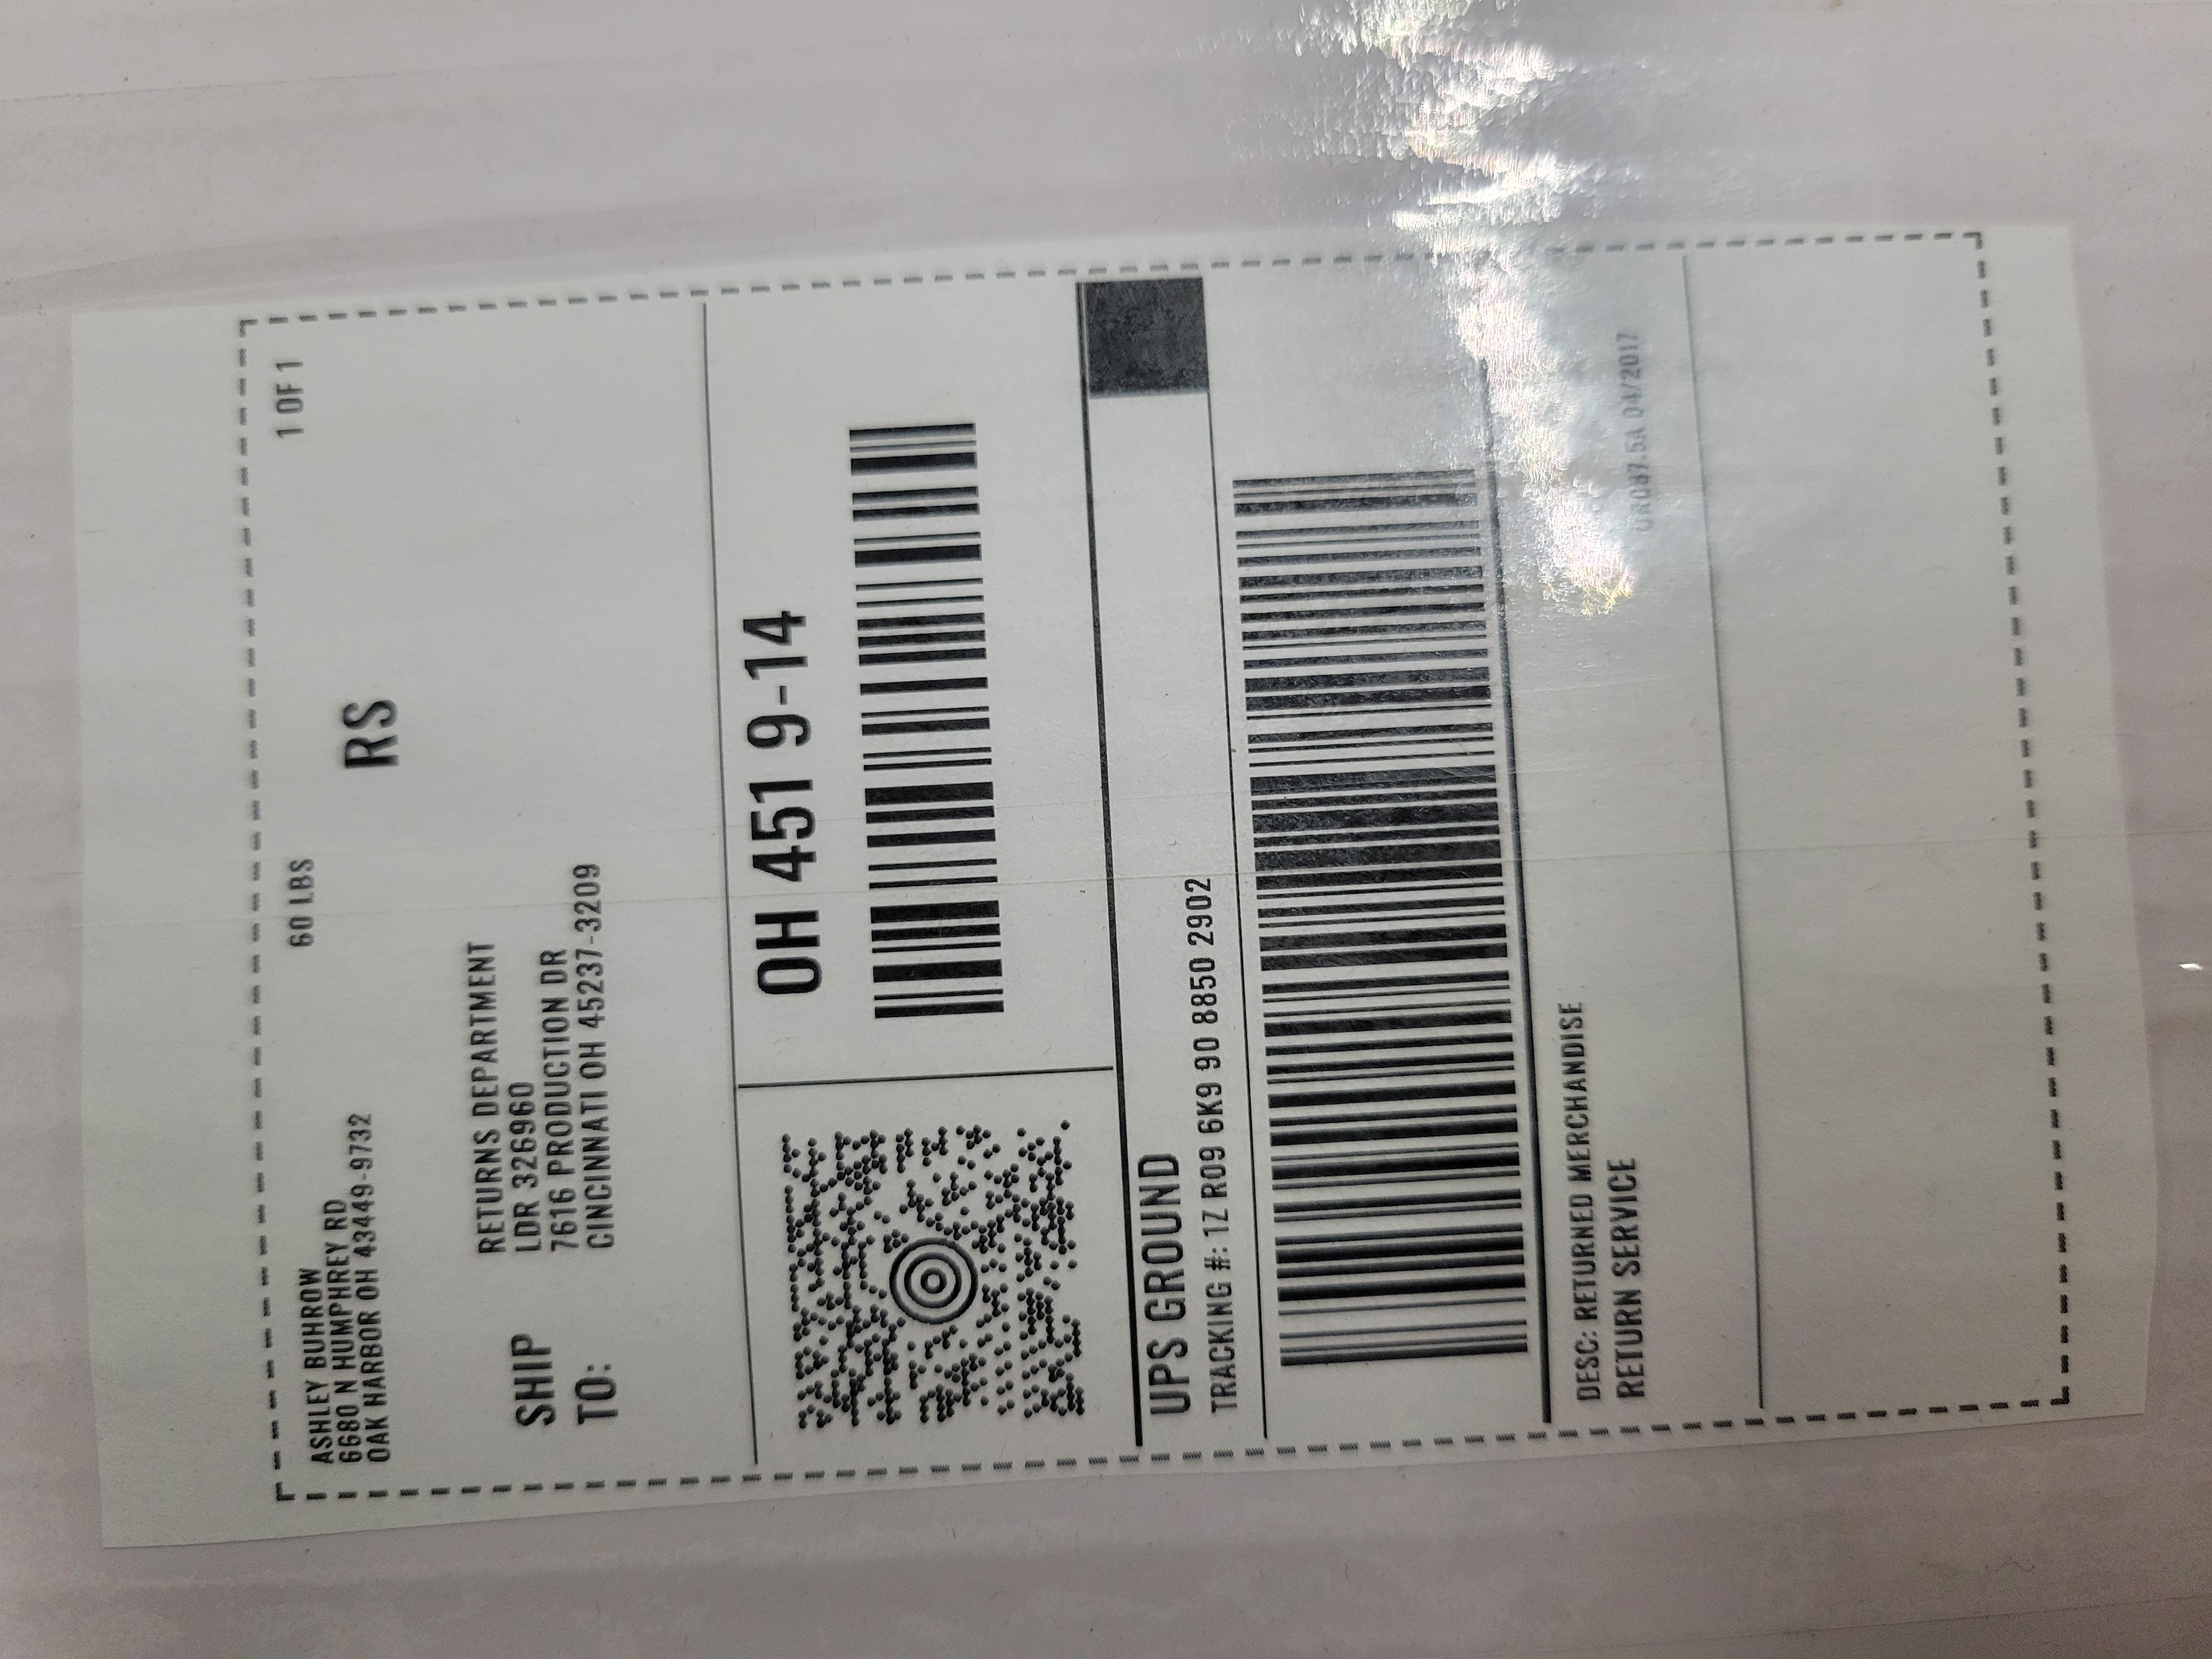 ASHLEY BUHROW
6680 N HUMPHREY RD
OAK HARBOR OH 43449-9732
60 LBS
1 OF 1
RS
SHIP
TO:
RETURNS DEPARTMENT
LDR 326960
7616 PRODUCTION DR
CINCINNATI OH 45237-3209
OH 451 9-14
UPS GROUND
TRACKING #: 1Z R09 6K9 90 8850 2902
DESC: RETURNED MERCHANDISE
RETURN SERVICE
04/2017